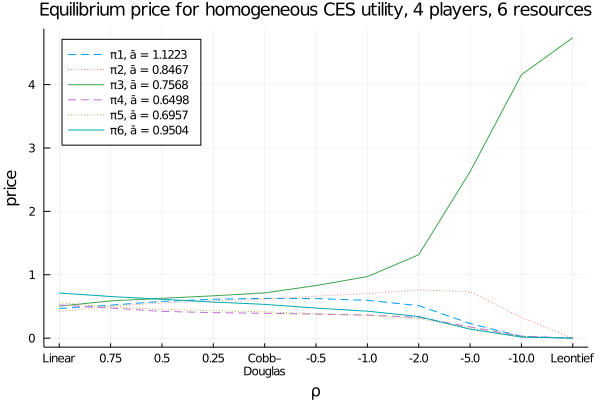 Equilibrium price for homogeneous CES utility, 4 players, 6 resources
π1, ā = 1.1223
π2, ā = 0.8467
π3, ā = 0.7568
π4, ā = 0.6498
π5, ā = 0.6957
π6, ā = 0.9504
price
4
3
2
1
0
Linear 0.75 0.5 0.25 Cobb– -0.5 -1.0 -2.0 -5.0 -10.0 Leontief
Douglas
ρ